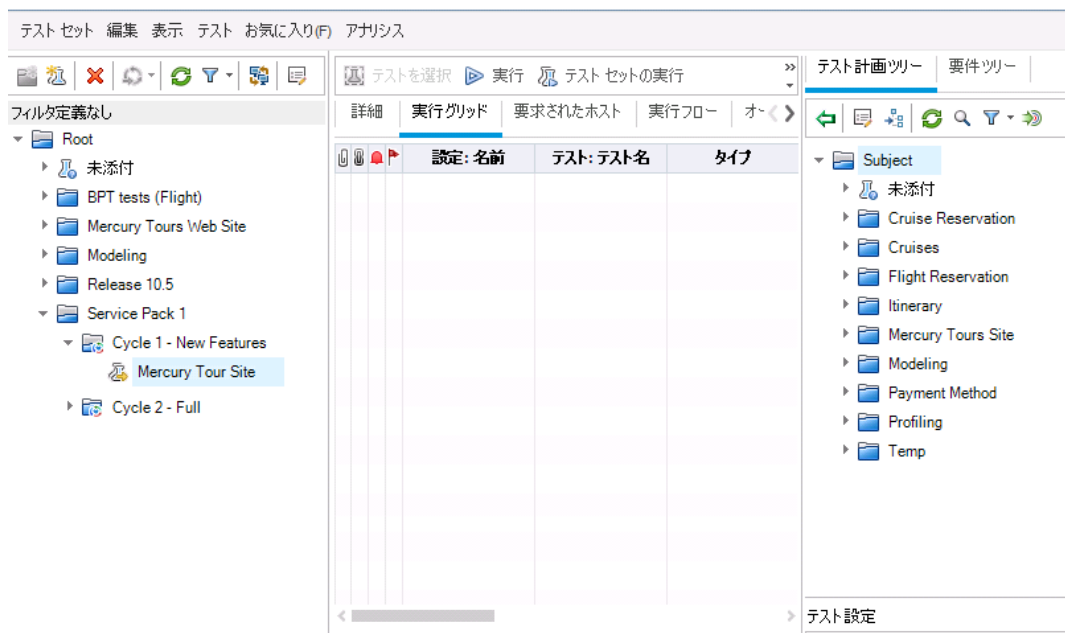 テスト セット 編集 表示 テスト お気に入り(F) アナリシス
フィルタ定義なし
Root
未添付
BPT tests (Flight)
Mercury Tours Web Site
Modeling
Release 10.5
Service Pack 1
Cycle 1 - New Features
Mercury Tour Site
Cycle 2 - Full
テストを選択 実行 テスト セットの実行
詳細 実行グリッド 要求されたホスト 実行フロー
設定: 名前 テスト: テスト名 タイプ
テスト計画ツリー 要件ツリー
Subject
未添付
Cruise Reservation
Cruises
Flight Reservation
Itinerary
Mercury Tours Site
Modeling
Payment Method
Profiling
Temp
テスト設定